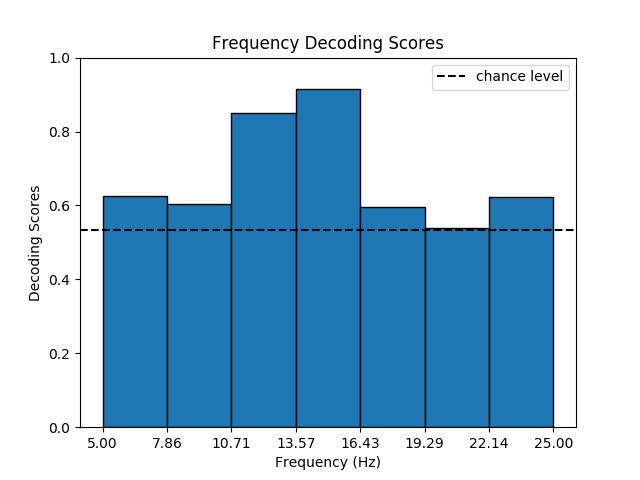 Frequency Decoding Scores
chance level
1.0
0.8
0.6
0.4
0.2
0.0
Decoding Scores
5.00 7.86 10.71 13.57 16.43 19.29 22.14 25.00
Frequency (Hz)